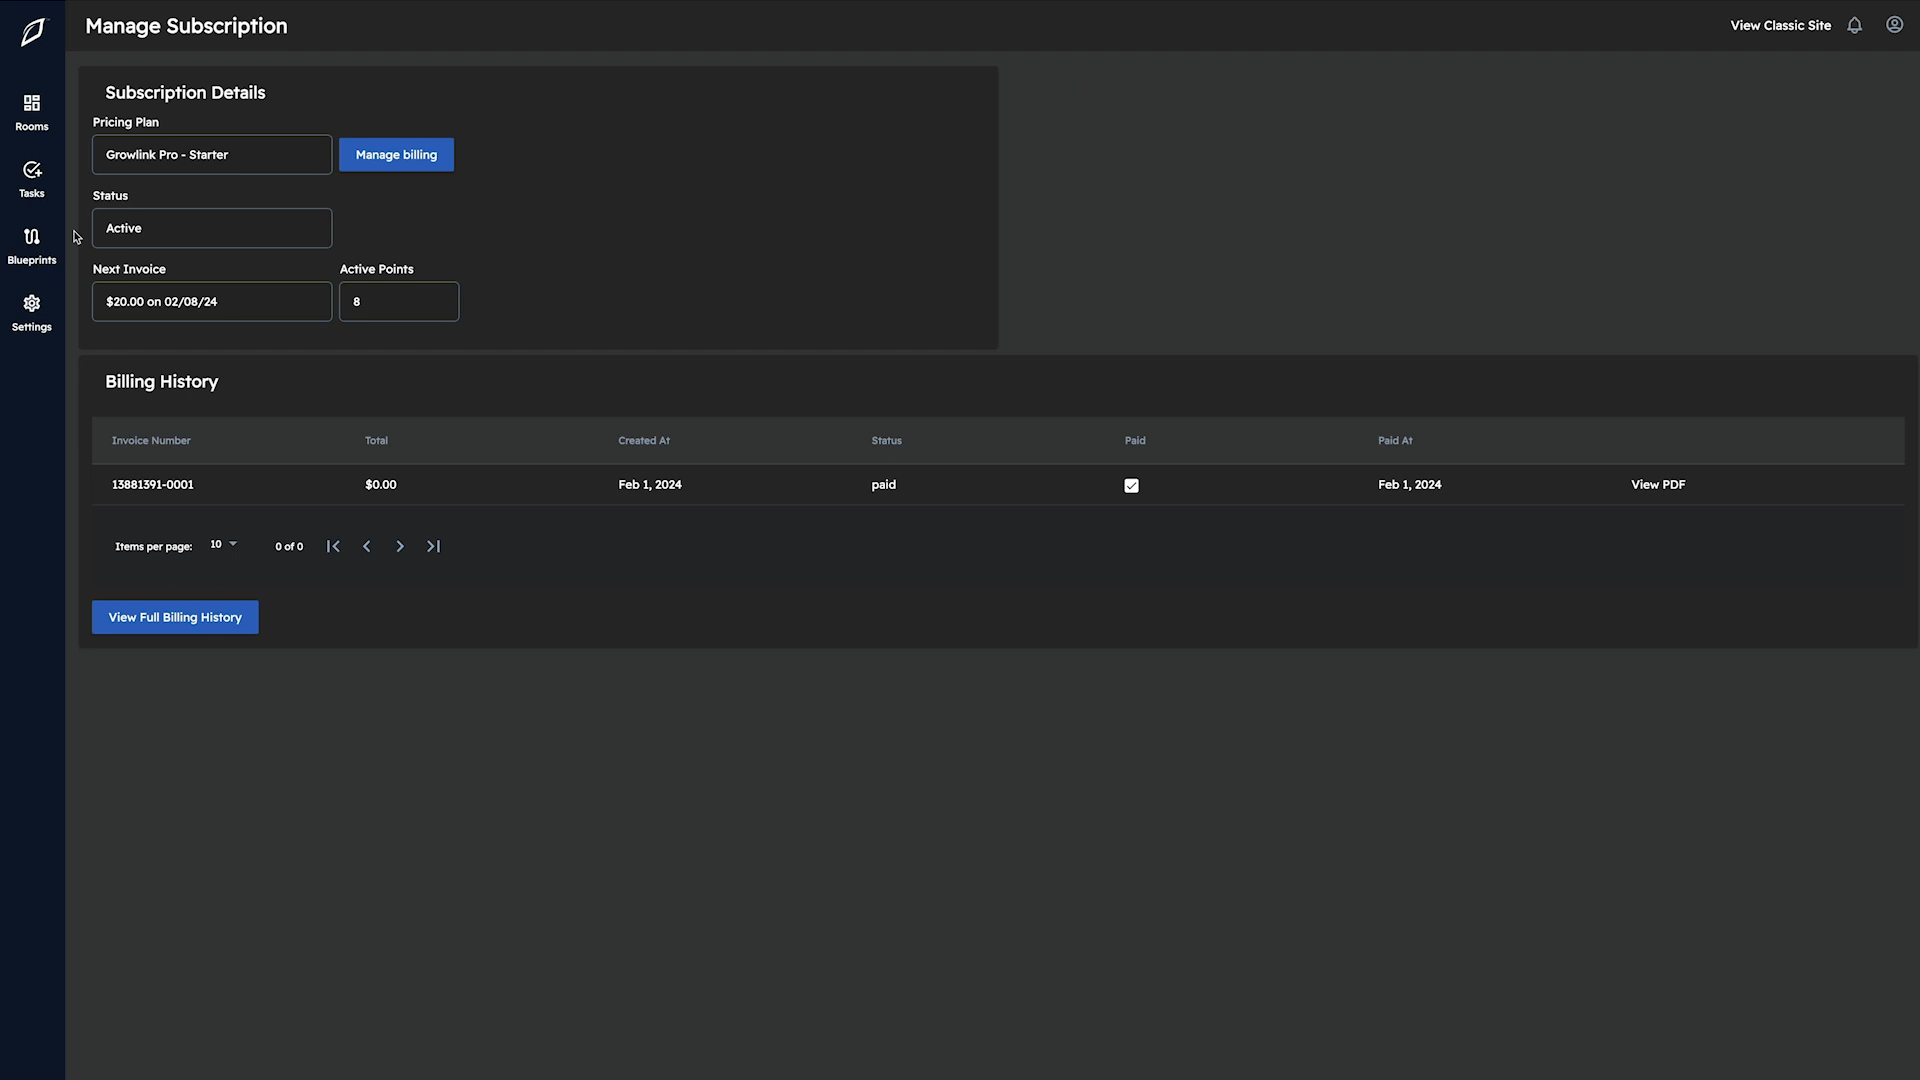 Manage Subscription
View Classic Site
Rooms
Tasks
Blueprints
Settings
Subscription Details
Pricing Plan
Growlink Pro - Starter
Manage billing
Status
Active
Next Invoice Active Points
$20.00 on 02/08/24 8
Billing History
Invoice Number Total Created At Status Paid Paid At
13881391-0001 $0.00 Feb 1, 2024 paid Feb 1, 2024 View PDF
Items per page: 10 0 of 0
View Full Billing History